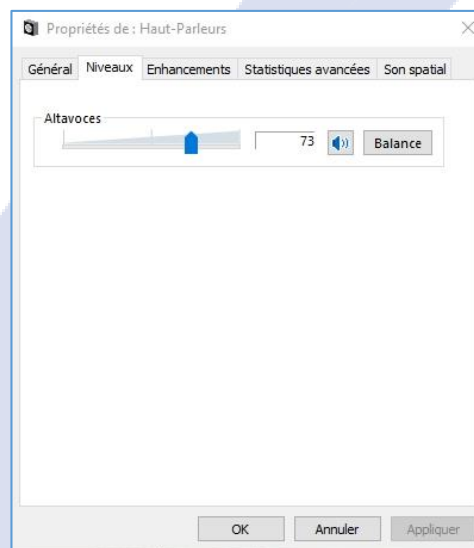 Propriétés de : Haut-Parleurs
Général Niveaux Enhancements Statistiques avancées Son spatial
Altavoces
73 Balance
OK Annuler Appliquer